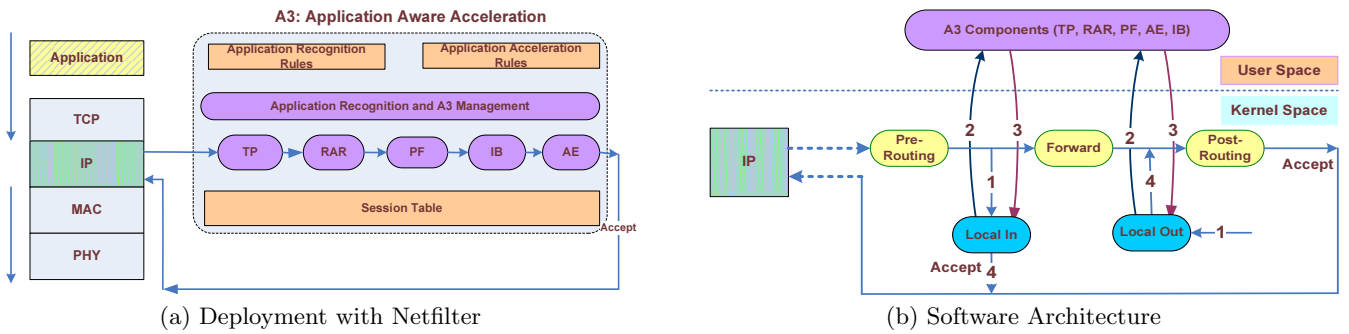 A3: Application Aware Acceleration
Application
Application Recognition
Rules
Application Acceleration
Rules
Application Recognition and A3 Management
TCP
IP
MAC
PHY
TP
RAR
PF
IB
AE
Session Table
Accept
(a) Deployment with Netfilter
A3 Components (TP, RAR, PF, AE, IB)
User Space
Kernel Space
IP
Pre-
Routing
Forward
Post-
Routing
2
3
2
3
1
4
Accept
Local In
Local Out
1
Accept
4
(b) Software Architecture